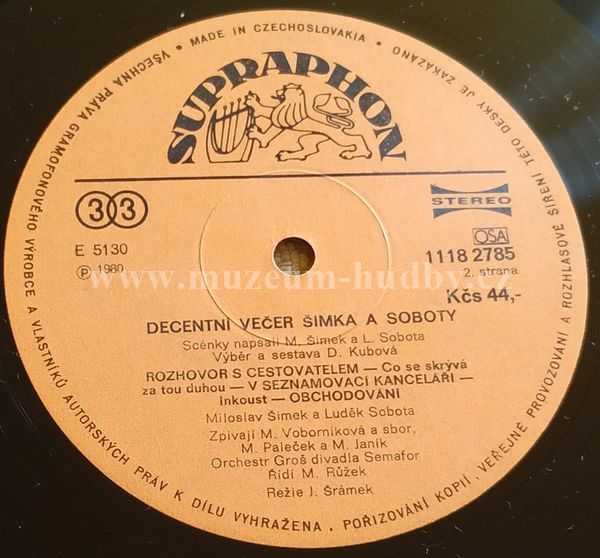 VŠECHNA PRÁVA GRAMOFONOVÉHO VÝROBCE A VLASTNÍKŮ AUTORSKÝCH PRÁV K DÍLU VYHRAŽENA . POŘIZOVÁNÍ KOPIÍ , VEŘEJNÉ PROVOZOVÁNÍ A ROZHLASOVÉ ŠÍŘENÍ TÉTO DESKY JE ZAKÁZÁNO
• MADE IN CZECHOSLOVAKIA •
SUPRAPHON
33
STEREO
E 5130
OSA
Ⓟ 1980
1118 2785
2. strana
www.muzeum-hudby.cz
Kčs 44,-
DECENTNÍ VEČER ŠIMKA A SOBOTY
Scénky napsali M. Šimek a L. Sobota
Výběr a sestava D. Kubová
ROZHOVOR S CESTOVATELEM — Co se skrývá
za tou duhou — V SEZNAMOVACÍ KANCELÁŘI —
Inkoust — OBCHODOVÁNÍ
Miloslav Šimek a Luděk Sobota
Zpívají M. Voborníková a sbor,
M. Paleček a M. Janík
Orchestr Groš divadla Semafor
Řídí M. Růžek
Režie J. Šrámek